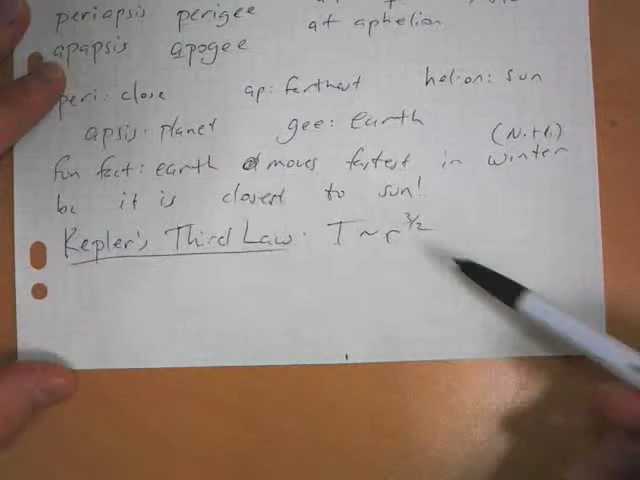 periapsis perigee
at aphelion
apapsis apogee
peri: close ap: farthest helion: sun
apsis: planet gee: earth
(N.H.)
fun fact: earth moves fastest in winter
bc it is closest to sun!
Kepler's Third Law: T ~ r^3/2